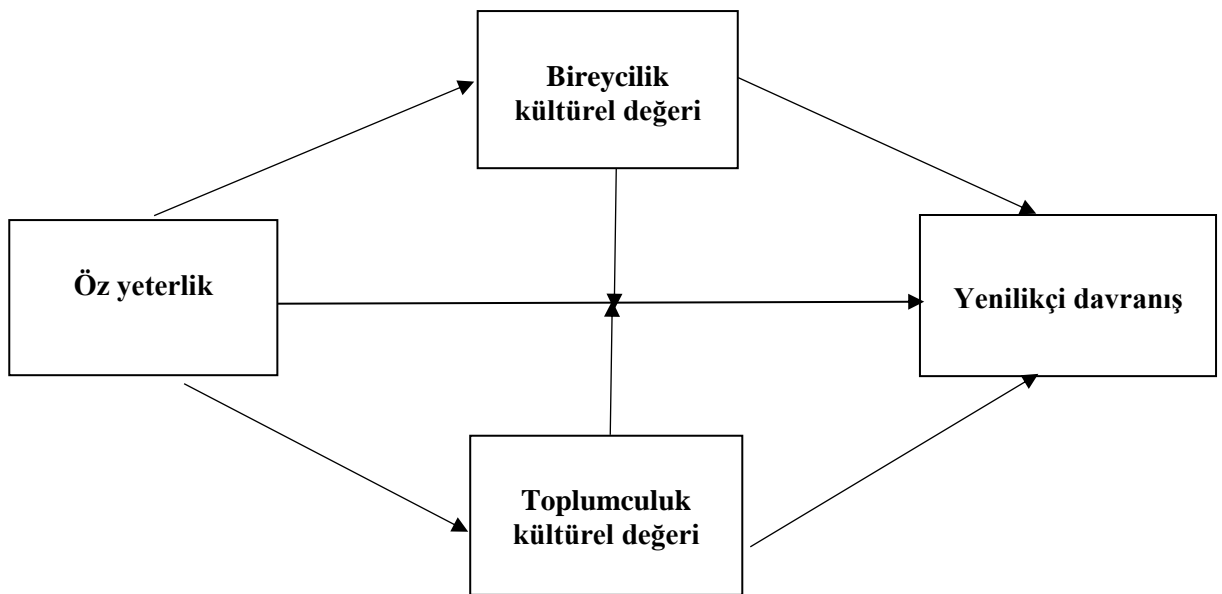 Bireycilik
kültürel değeri
Öz yeterlik
Yenilikçi davranış
Toplumculuk
kültürel değeri